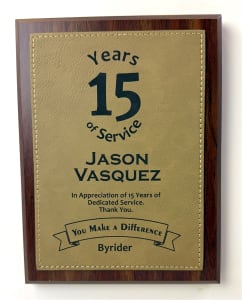 Years
15
of Service
JASON
VASQUEZ
In Appreciation of 15 Years of
Dedicated Service.
Thank You.
YOU MAKE A DIFFERENCE
Byrider